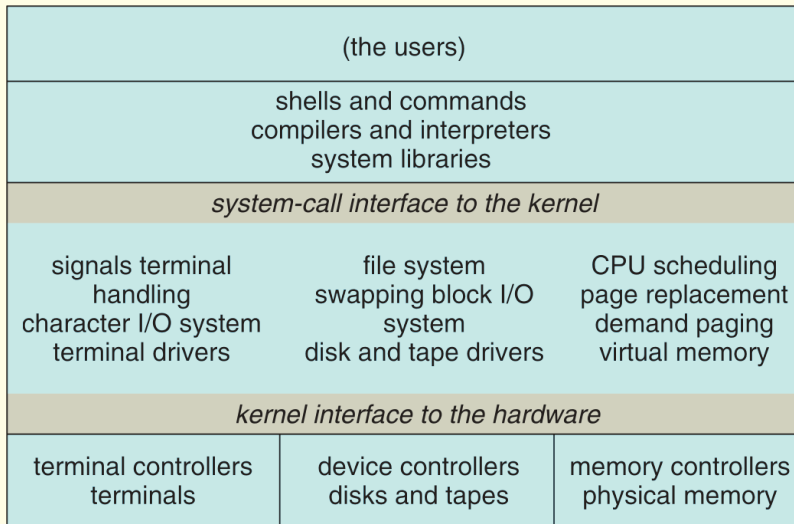 (the users)
shells and commands
compilers and interpreters
system libraries
system-call interface to the kernel
signals terminal
handling
character I/O system
terminal drivers
file system
swapping block I/O
system
disk and tape drivers
CPU scheduling
page replacement
demand paging
virtual memory
kernel interface to the hardware
terminal controllers
terminals
device controllers
disks and tapes
memory controllers
physical memory